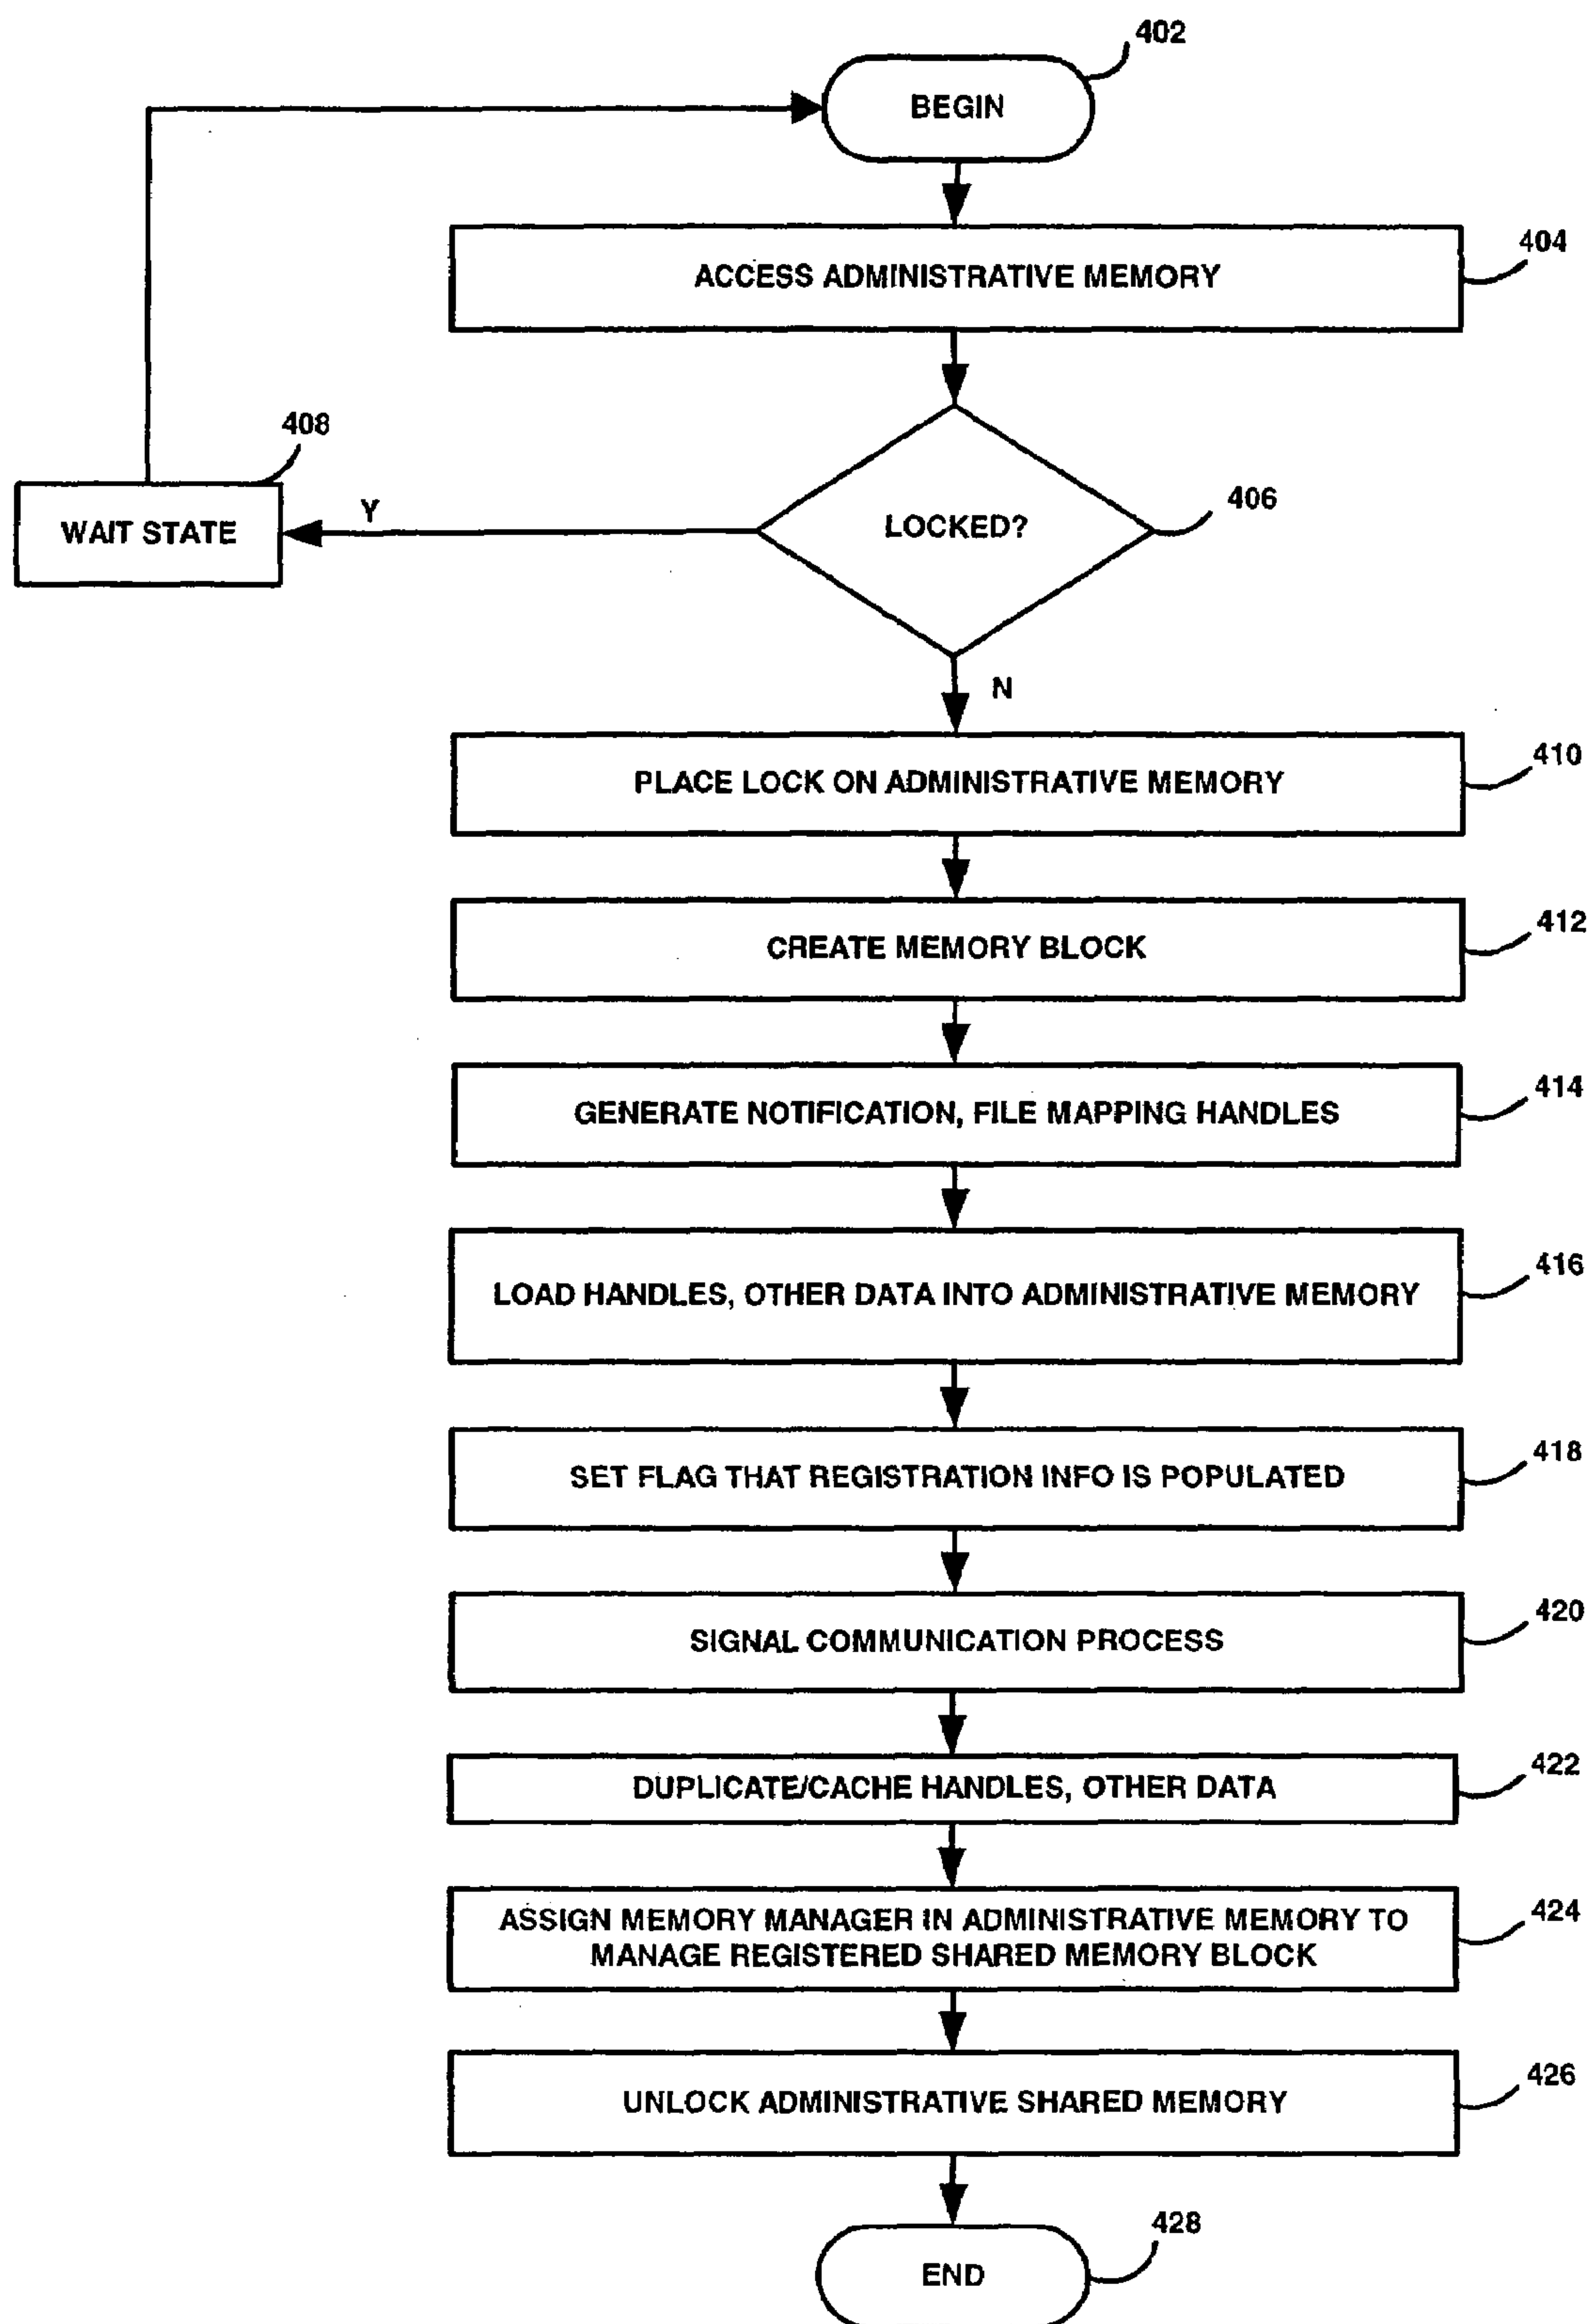 402
BEGIN
404
ACCESS ADMINISTRATIVE MEMORY
408
406
WAIT STATE
Y
LOCKED?
N
410
PLACE LOCK ON ADMINISTRATIVE MEMORY
412
CREATE MEMORY BLOCK
414
GENERATE NOTIFICATION, FILE MAPPING HANDLES
416
LOAD HANDLES, OTHER DATA INTO ADMINISTRATIVE MEMORY
418
SET FLAG THAT REGISTRATION INFO IS POPULATED
420
SIGNAL COMMUNICATION PROCESS
422
DUPLICATE/CACHE HANDLES, OTHER DATA
424
ASSIGN MEMORY MANAGER IN ADMINISTRATIVE MEMORY TO
MANAGE REGISTERED SHARED MEMORY BLOCK
426
UNLOCK ADMINISTRATIVE SHARED MEMORY
428
END